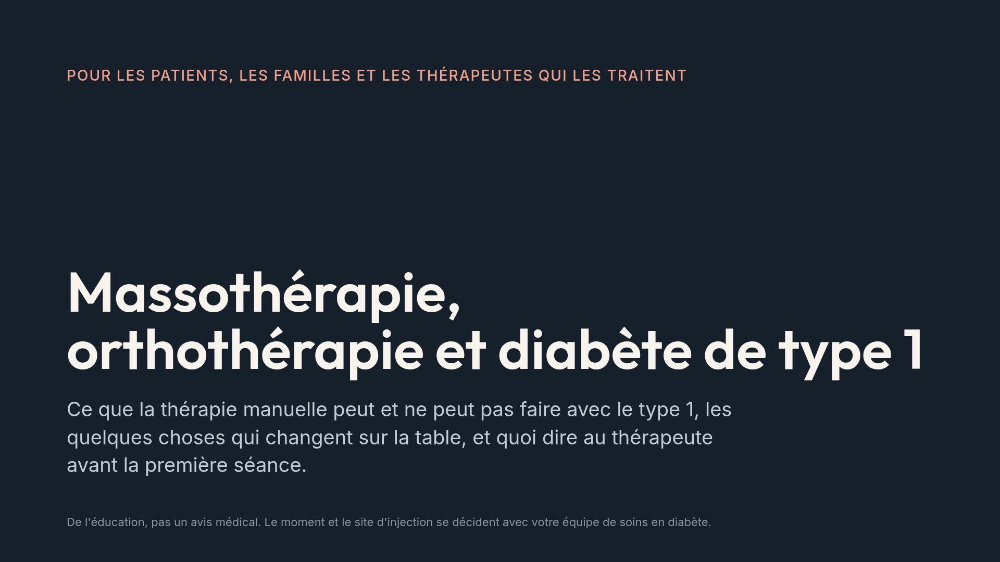 POUR LES PATIENTS, LES FAMILLES ET LES THÉRAPEUTES QUI LES TRAITENT
Massothérapie,
orthothérapie et diabète de type 1
Ce que la thérapie manuelle peut et ne peut pas faire avec le type 1, les
quelques choses qui changent sur la table, et quoi dire au thérapeute
avant la première séance.
De l'éducation, pas un avis médical. Le moment et le site d'injection se décident avec votre équipe de soins en diabète.